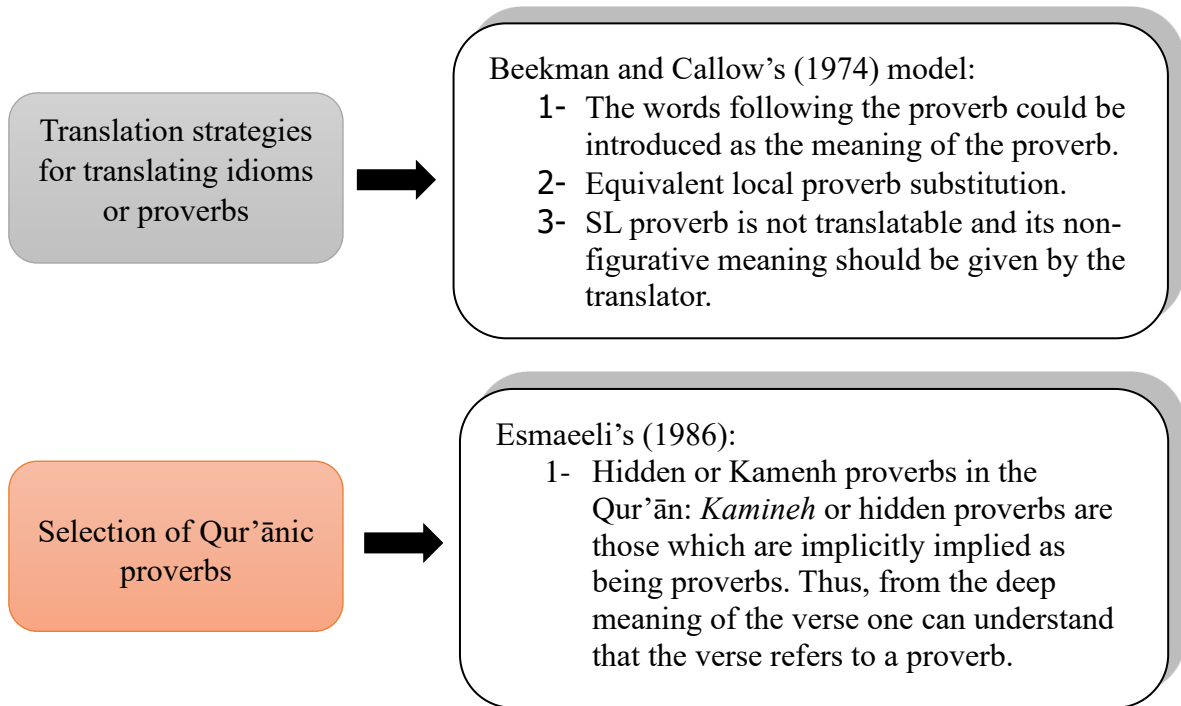 Translation strategies
for translating idioms
or proverbs
Beekman and Callow’s (1974) model:
1- The words following the proverb could be
introduced as the meaning of the proverb.
2- Equivalent local proverb substitution.
3- SL proverb is not translatable and its non-
figurative meaning should be given by the
translator.
Selection of Qur’ānic
proverbs
Esmaeeli’s (1986):
1- Hidden or Kamenh proverbs in the
Qur’ān: Kamineh or hidden proverbs are
those which are implicitly implied as
being proverbs. Thus, from the deep
meaning of the verse one can understand
that the verse refers to a proverb.